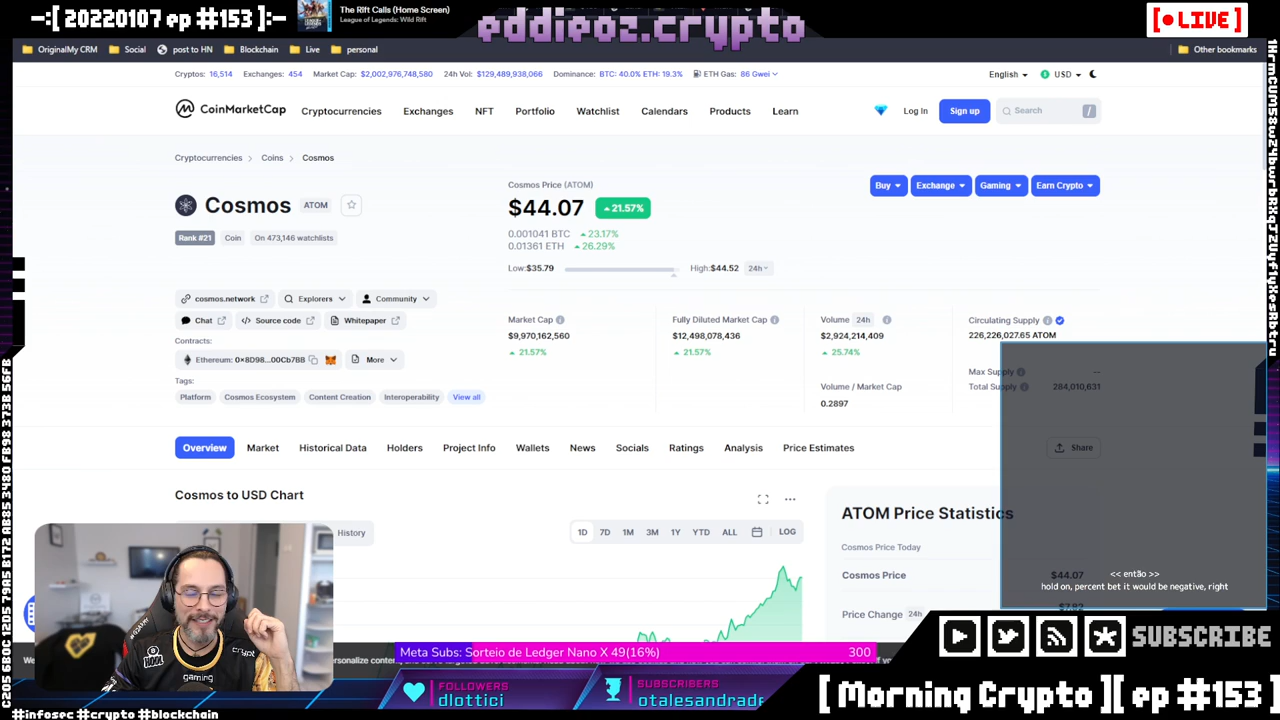 -:[ 20220107 ep #153 ]:-
The Rift Calls (Home Screen)
League of Legends: Wild Rift
eddieoz.crypto
[ LIVE ]
OriginalMy CRM
Social
post to HN
Blockchain
Live
personal
Other bookmarks
Cryptos: 16,514 Exchanges: 454 Market Cap: $2,002,976,748,580 24h Vol: $129,489,938,066 Dominance: BTC: 40.0% ETH: 19.3% ETH Gas: 86 Gwei
English
USD
CoinMarketCap
Cryptocurrencies
Exchanges
NFT
Portfolio
Watchlist
Calendars
Products
Learn
Log In
Sign up
Search
/
Cryptocurrencies > Coins > Cosmos
Cosmos ATOM
Rank #21
Coin
On 473,146 watchlists
Cosmos Price (ATOM)
$44.07 21.57%
0.001041 BTC 23.17%
0.01361 ETH 26.29%
Low:$35.79
High:$44.52
24h
Buy
Exchange
Gaming
Earn Crypto
cosmos.network
Explorers
Community
Chat
Source code
Whitepaper
Contracts:
Ethereum: 0x8D98...00Cb7BB
More
Tags:
Platform
Cosmos Ecosystem
Content Creation
Interoperability
View all
Market Cap
$9,970,162,560
21.57%
Fully Diluted Market Cap
$12,498,078,436
21.57%
Volume 24h
$2,924,214,409
25.74%
Volume / Market Cap
0.2897
Circulating Supply
226,226,027.65 ATOM
Max Supply --
Total Supply 284,010,631
Overview
Market
Historical Data
Holders
Project Info
Wallets
News
Socials
Ratings
Analysis
Price Estimates
Share
Cosmos to USD Chart
History
1D 7D 1M 3M 1Y YTD ALL LOG
ATOM Price Statistics
Cosmos Price Today
Cosmos Price $44.07
Price Change 24h $7.82
<< então >>
hold on, percent bet it would be negative, right
GAMING
Meta Subs: Sorteio de Ledger Nano X 49(16%) 300
FOLLOWERS
dlottici
SUBSCRIBERS
otalesandrade
SUBSCRIBE
[ Morning Crypto ][ ep #153 ]
#crypto #blockchain